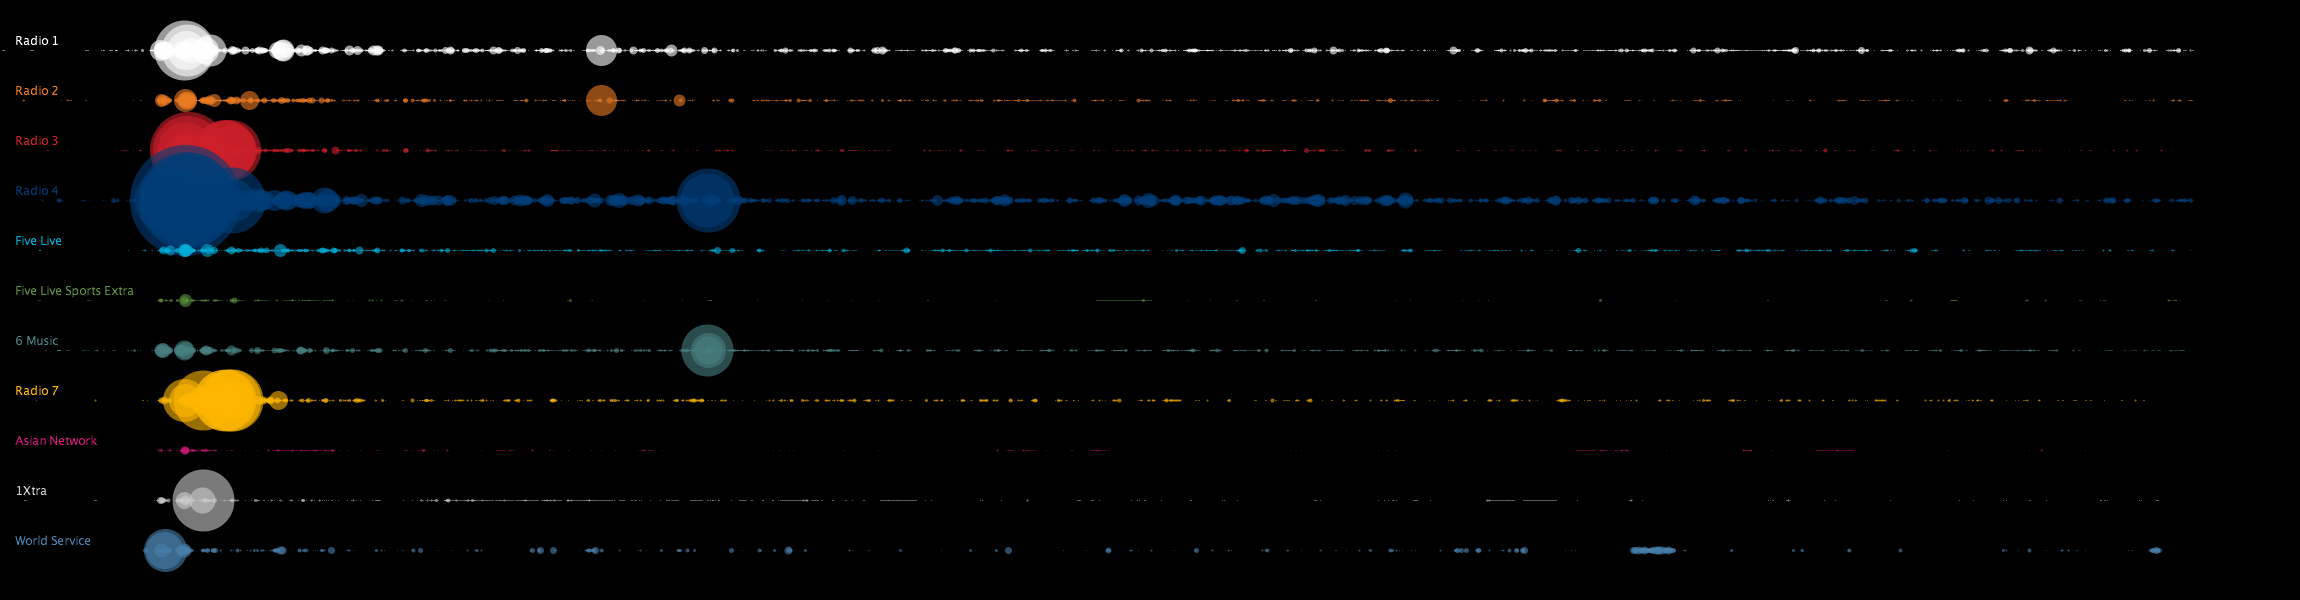 Radio 1
Radio 2
Radio 3
Radio 4
Five Live
Five Live Sports Extra
6 Music
Radio 7
Asian Network
1Xtra
World Service